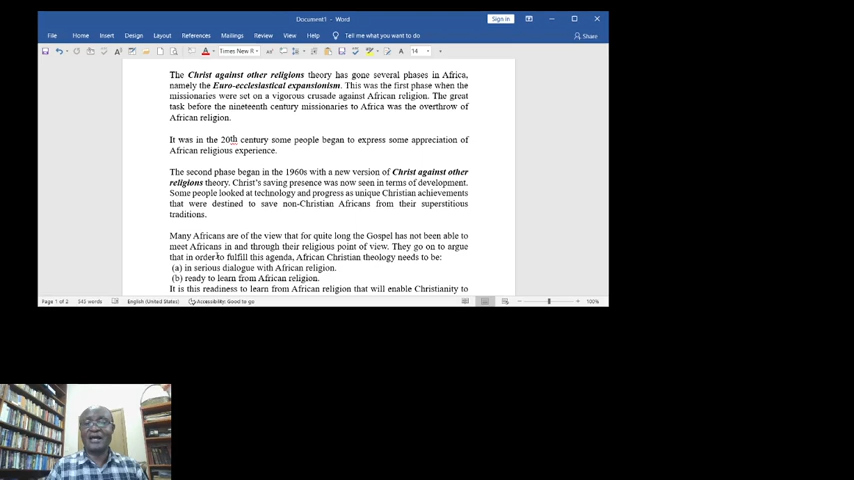 Document1 - Word
Sign in
File Home Insert Design Layout References Mailings Review View Help Tell me what you want to do
Share
Times New R
14
The Christ against other religions theory has gone several phases in Africa,
namely the Euro-ecclesiastical expansionism. This was the first phase when the
missionaries were set on a vigorous crusade against African religion. The great
task before the nineteenth century missionaries to Africa was the overthrow of
African religion.
It was in the 20th century some people began to express some appreciation of
African religious experience.
The second phase began in the 1960s with a new version of Christ against other
religions theory. Christ's saving presence was now seen in terms of development.
Some people looked at technology and progress as unique Christian achievements
that were destined to save non-Christian Africans from their superstitious
traditions.
Many Africans are of the view that for quite long the Gospel has not been able to
meet Africans in and through their religious point of view. They go on to argue
that in order to fulfill this agenda, African Christian theology needs to be:
(a) in serious dialogue with African religion.
(b) ready to learn from African religion.
It is this readiness to learn from African religion that will enable Christianity to
Page 1 of 2 543 words English (United States) Accessibility: Good to go 100%